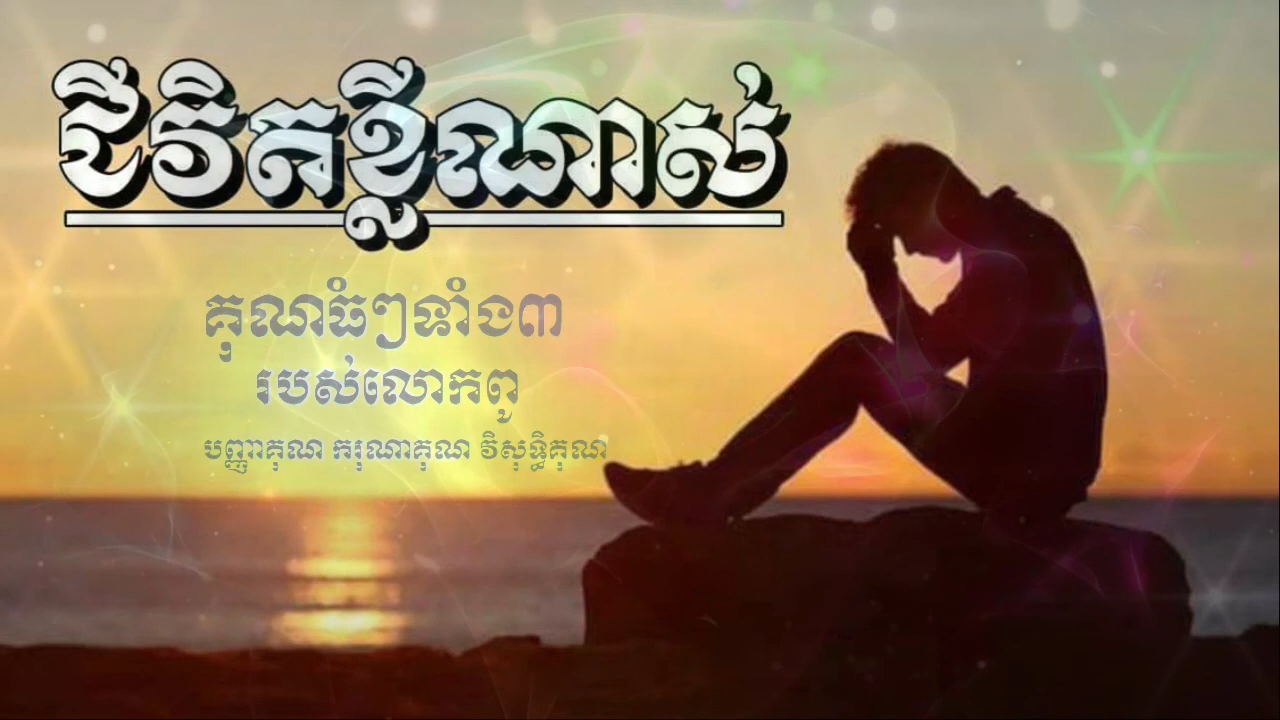 ជីវិតខ្លីណាស់
គុណធំៗទាំង៣
របស់លោកពូ
បញ្ញាគុណ ករុណាគុណ វិសុទ្ធិគុណ